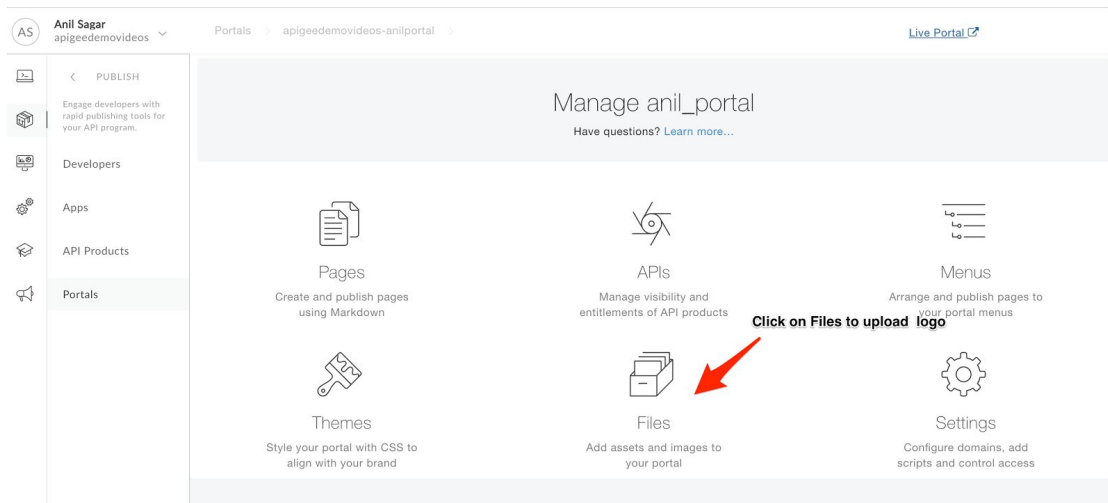 AS
Anil Sagar
apigeedemovideos
Portals > apigeedemovideos-anilportal >
Live Portal
< PUBLISH
Engage developers with
rapid publishing tools for
your API program.
Developers
Apps
API Products
Portals
Manage anil_portal
Have questions? Learn more...
Pages
Create and publish pages
using Markdown
APIs
Manage visibility and
entitlements of API products
Menus
Arrange and publish pages to
your portal menus
Click on Files to upload logo
Themes
Style your portal with CSS to
align with your brand
Files
Add assets and images to
your portal
Settings
Configure domains, add
scripts and control access